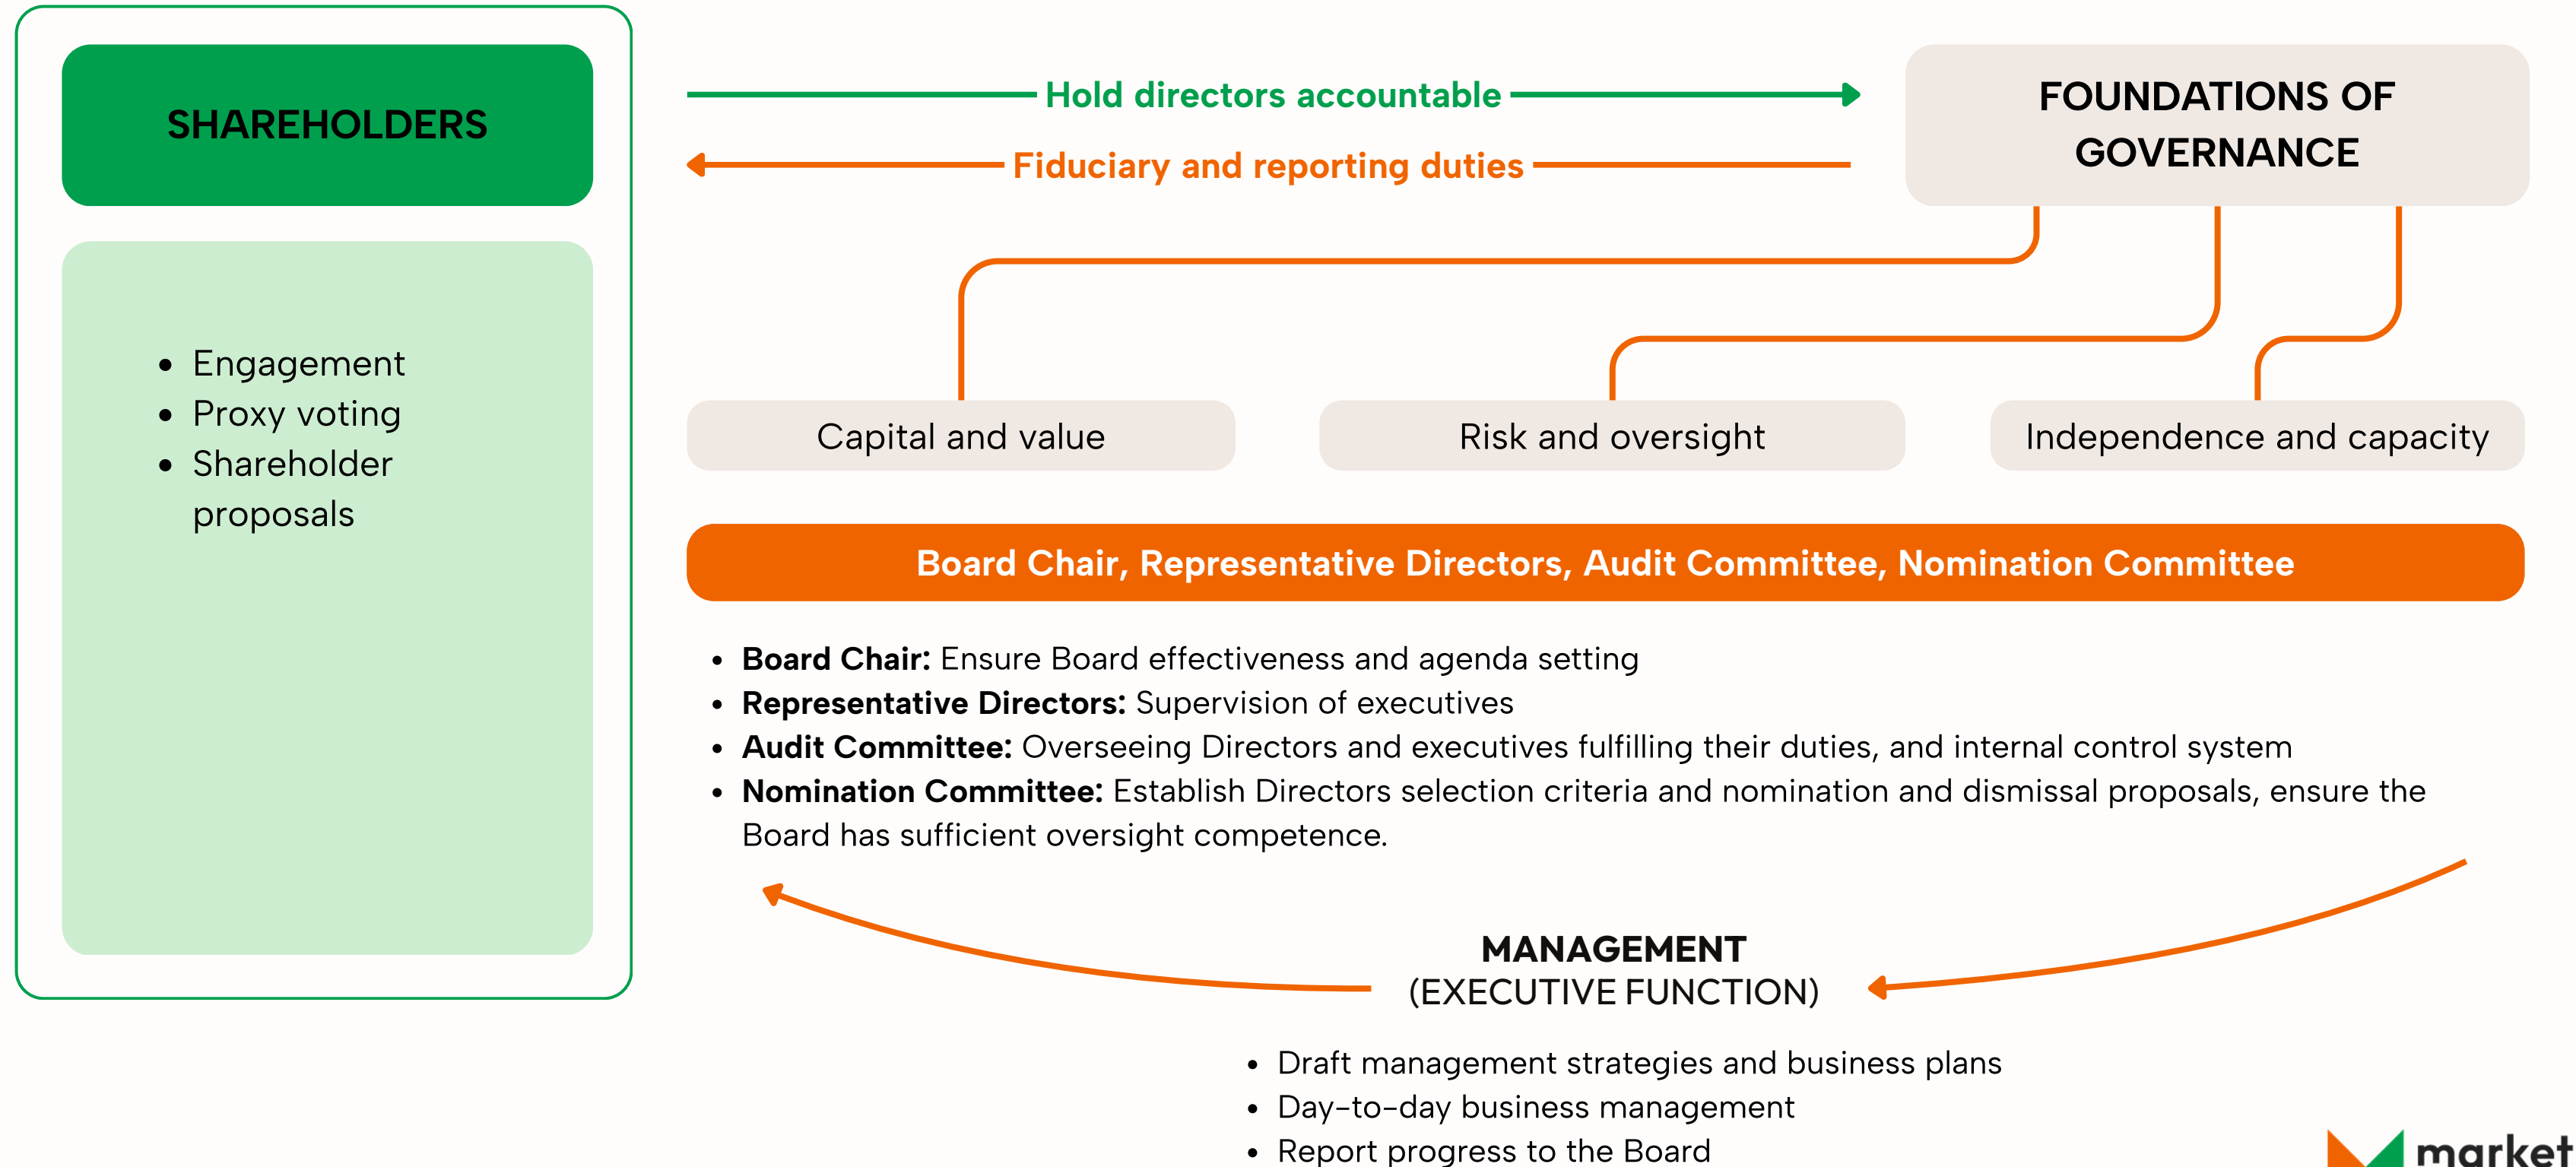 SHAREHOLDERS
• Engagement
• Proxy voting
• Shareholder
proposals
Hold directors accountable
Fiduciary and reporting duties
FOUNDATIONS OF
GOVERNANCE
Capital and value
Risk and oversight
Independence and capacity
Board Chair, Representative Directors, Audit Committee, Nomination Committee
• Board Chair: Ensure Board effectiveness and agenda setting
• Representative Directors: Supervision of executives
• Audit Committee: Overseeing Directors and executives fulfilling their duties, and internal control system
• Nomination Committee: Establish Directors selection criteria and nomination and dismissal proposals, ensure the
Board has sufficient oversight competence.
MANAGEMENT
(EXECUTIVE FUNCTION)
• Draft management strategies and business plans
• Day-to-day business management
• Report progress to the Board
market